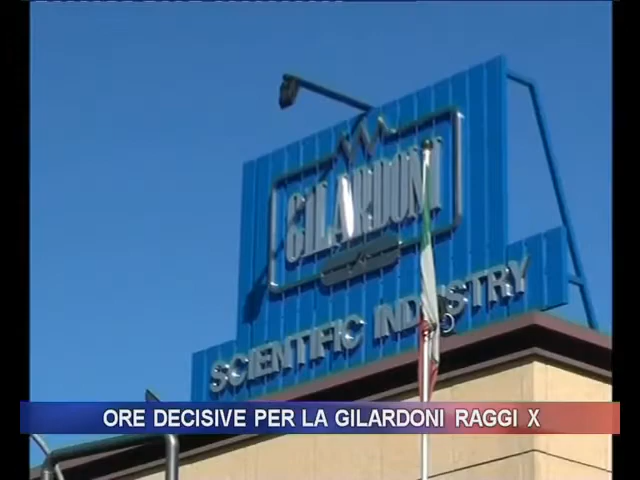 GILARDONI
SCIENTIFIC INDUSTRY
ORE DECISIVE PER LA GILARDONI RAGGI X